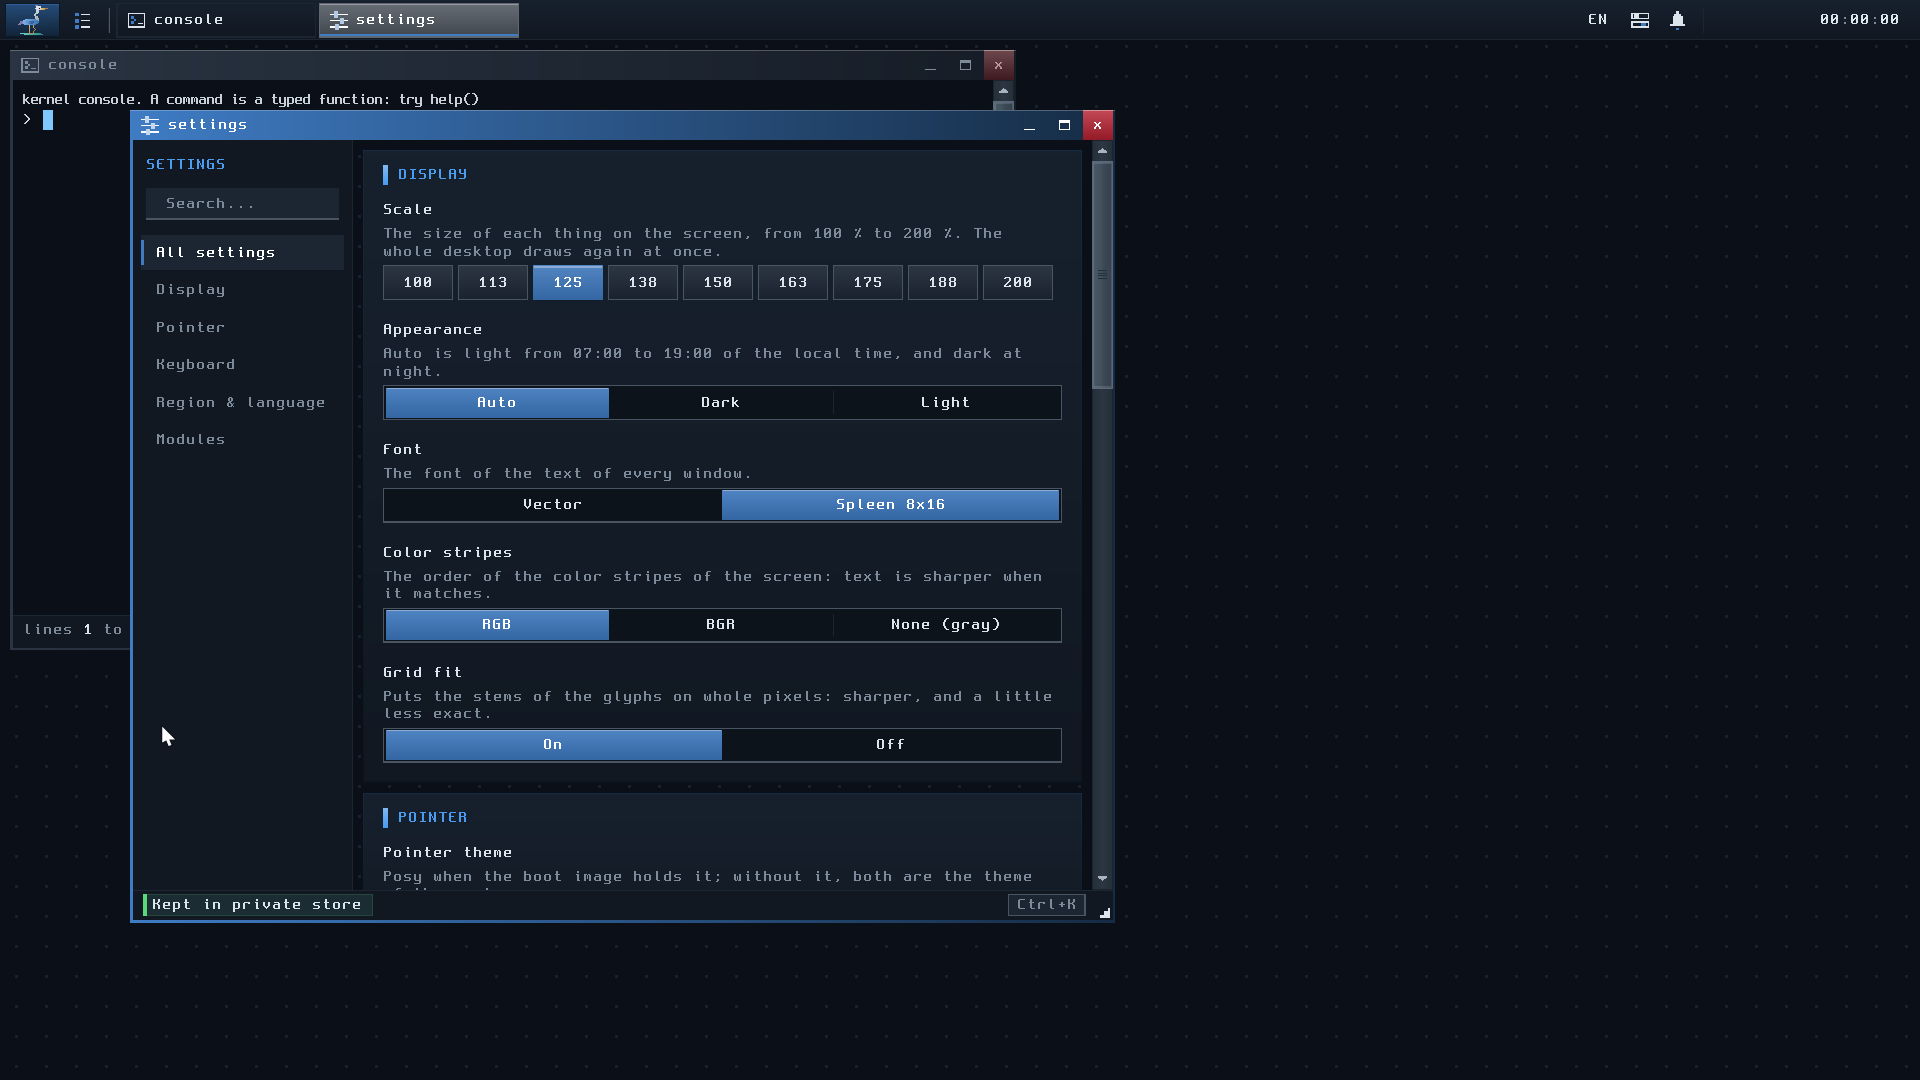 console
settings
EN
00:00:00
console
kernel console. A command is a typed function: try help()
>
settings
SETTINGS
Search...
All settings
Display
Pointer
Keyboard
Region & language
Modules
DISPLAY
Scale
The size of each thing on the screen, from 100 % to 200 %. The
whole desktop draws again at once.
100 113 125 138 150 163 175 188 200
Appearance
Auto is light from 07:00 to 19:00 of the local time, and dark at
night.
Auto Dark Light
Font
The font of the text of every window.
Vector Spleen 8x16
Color stripes
The order of the color stripes of the screen: text is sharper when
it matches.
RGB BGR None (gray)
Grid fit
Puts the stems of the glyphs on whole pixels: sharper, and a little
less exact.
On Off
POINTER
Pointer theme
Posy when the boot image holds it; without it, both are the theme
lines 1 to
Kept in private store
Ctrl+K